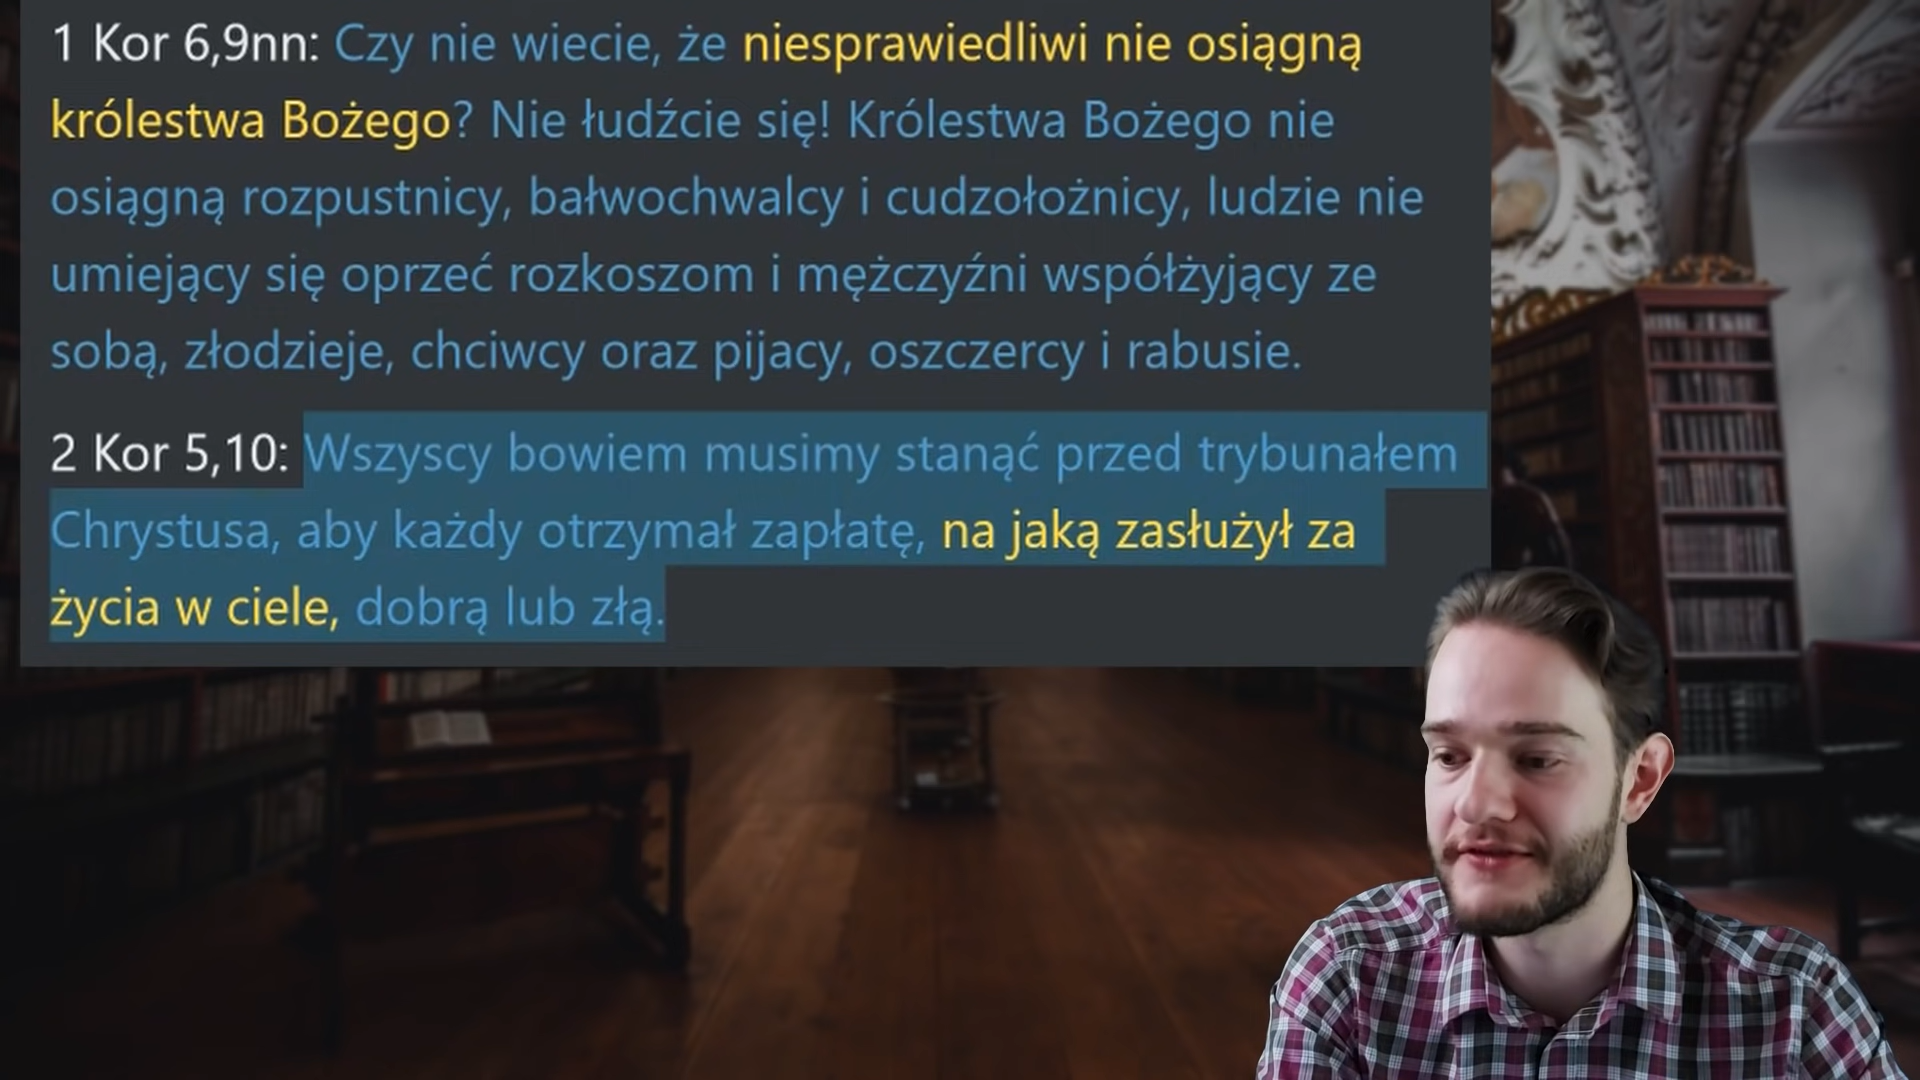 1 Kor 6,9nn: Czy nie wiecie, że niesprawiedliwi nie osiągną
królestwa Bożego? Nie łudźcie się! Królestwa Bożego nie
osiągną rozpustnicy, bałwochwalcy i cudzołożnicy, ludzie nie
umiejący się oprzeć rozkoszom i mężczyźni współżyjący ze
sobą, złodzieje, chciwcy oraz pijacy, oszczercy i rabusie.
2 Kor 5,10: Wszyscy bowiem musimy stanąć przed trybunałem
Chrystusa, aby każdy otrzymał zapłatę, na jaką zasłużył za
życia w ciele, dobrą lub złą.